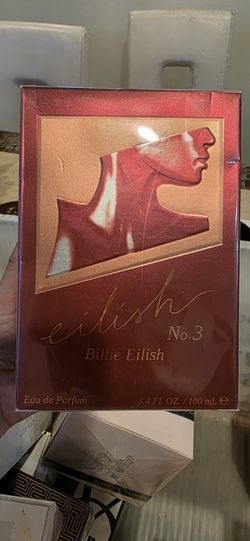 eilish
No.3
Billie Eilish
Eau de Parfum 3.4 FL OZ. / 100 mL ℮